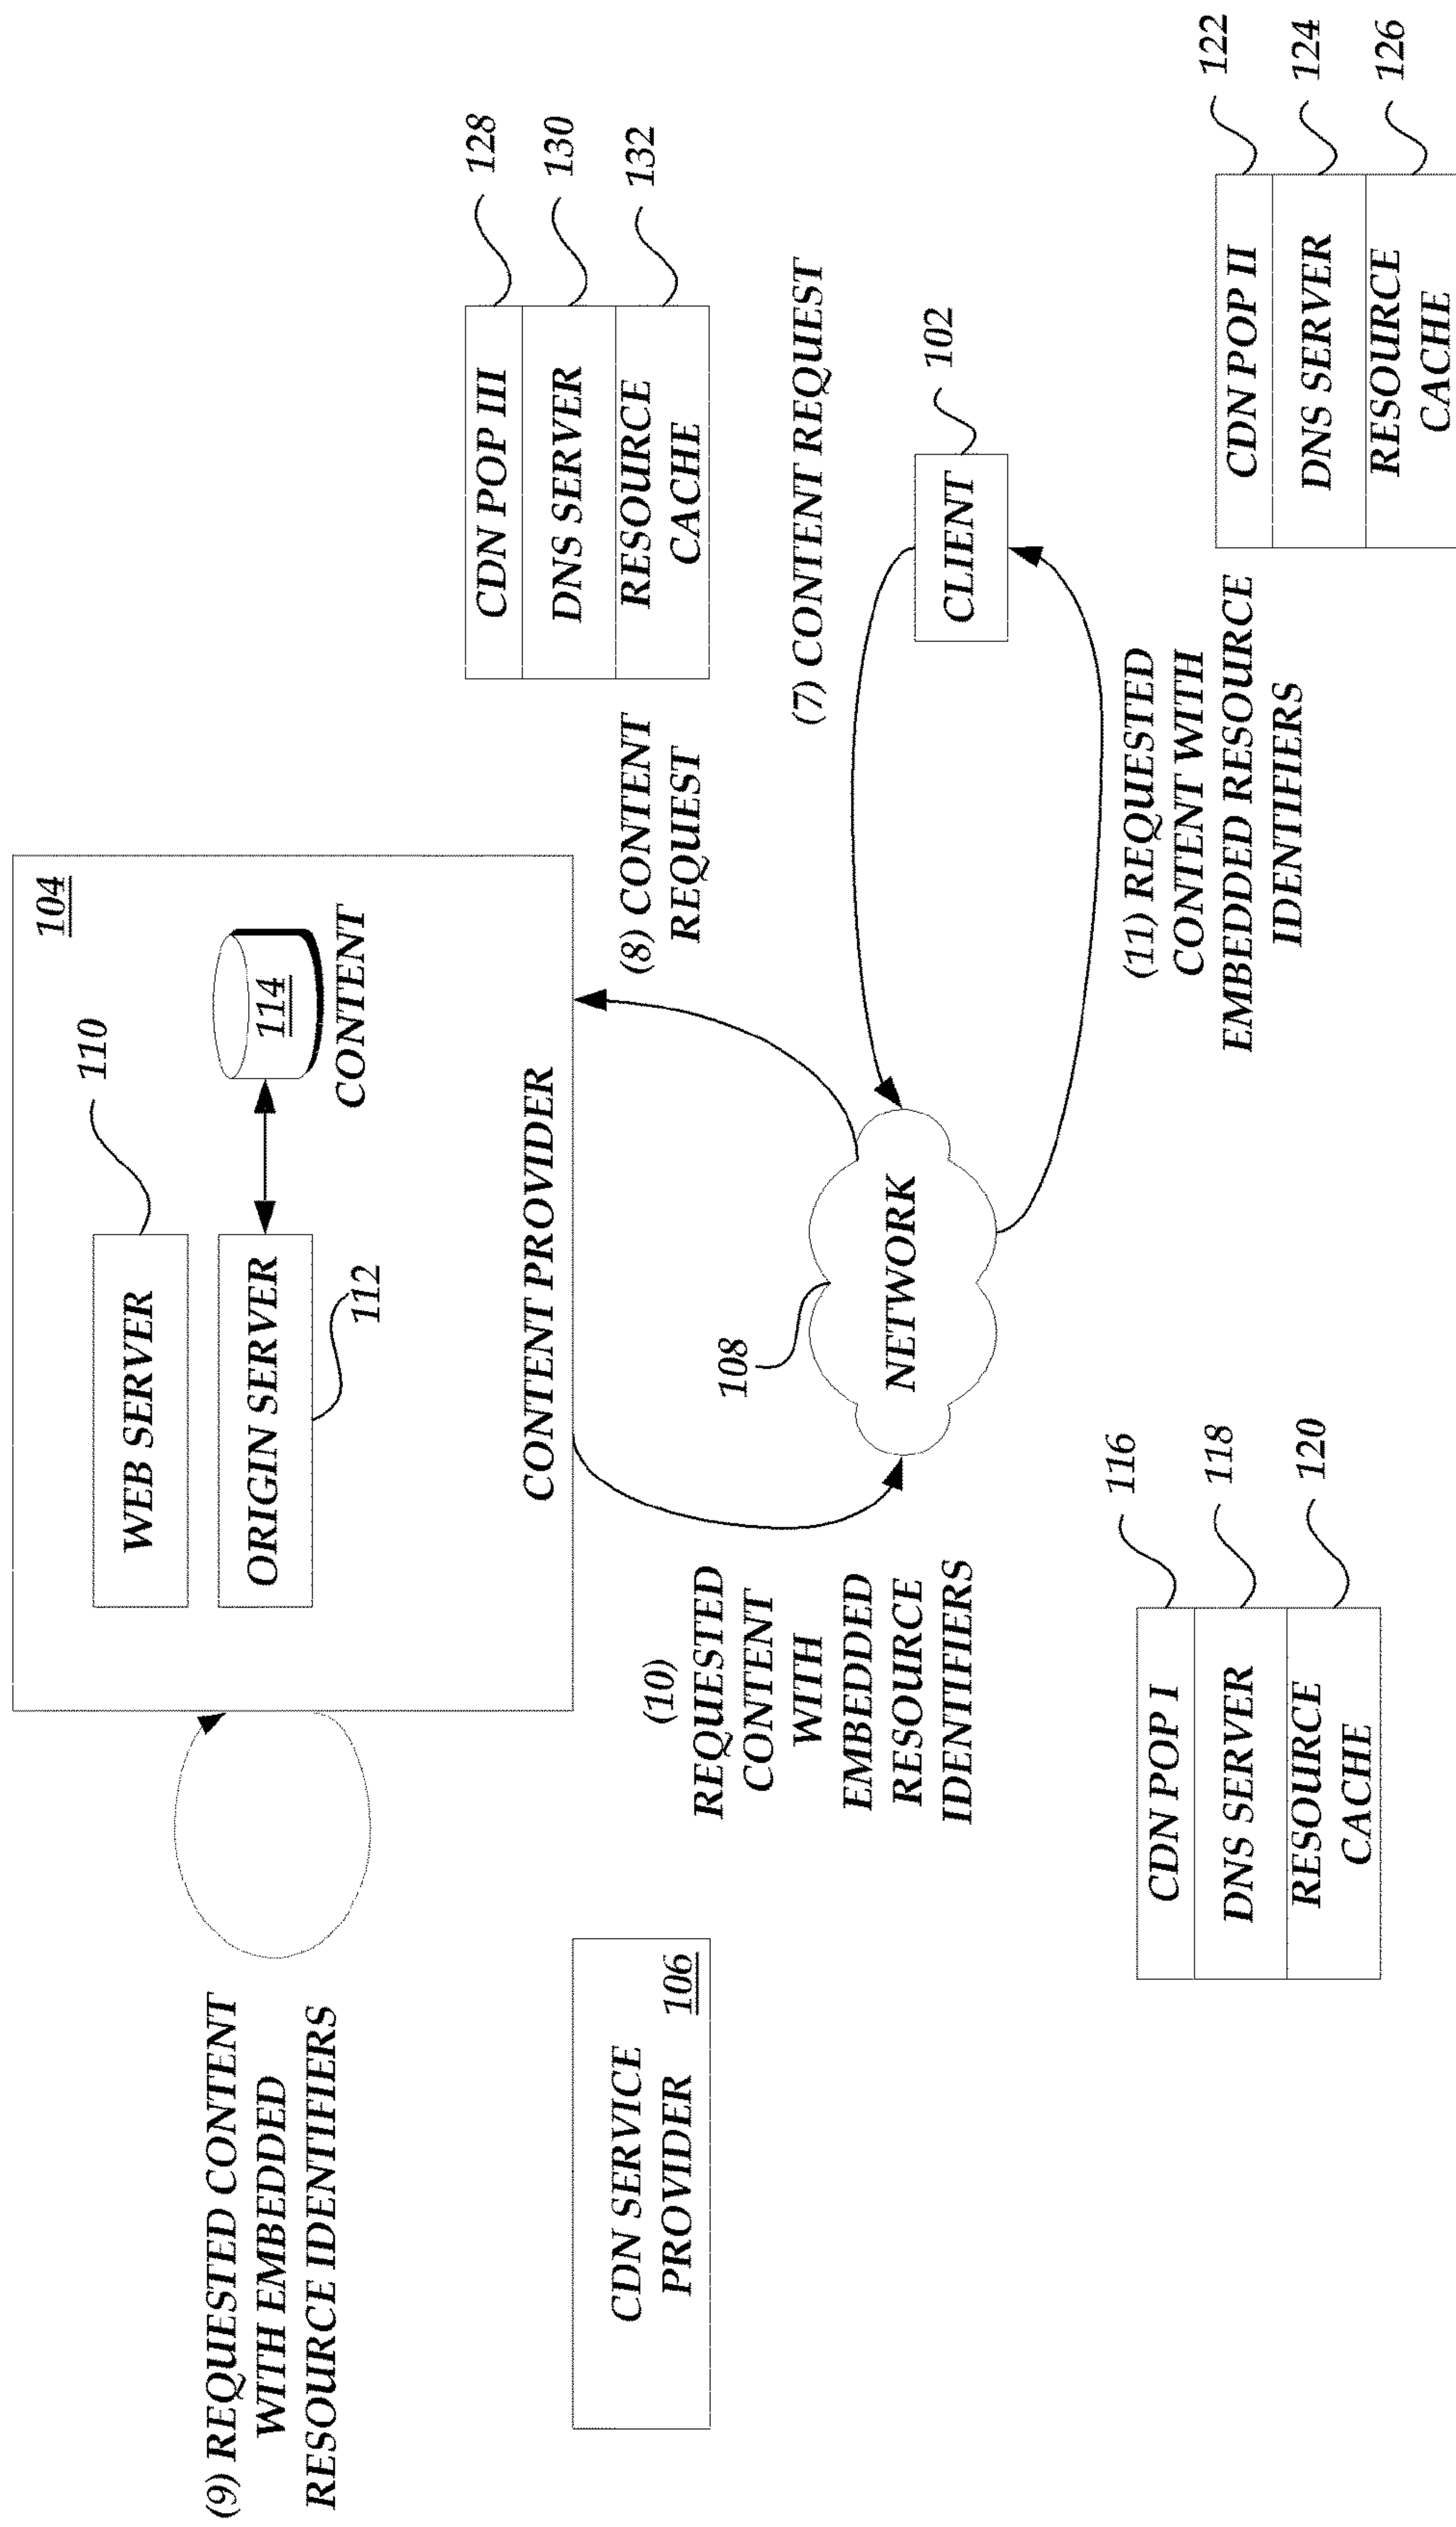 (9) REQUESTED CONTENT
WITH EMBEDDED
RESOURCE IDENTIFIERS
104
WEB SERVER
110
ORIGIN SERVER
112
114
CONTENT
CONTENT PROVIDER
CDN SERVICE
PROVIDER
106
(10)
REQUESTED
CONTENT
WITH
EMBEDDED
RESOURCE
IDENTIFIERS
(8) CONTENT
REQUEST
CDN POP III
128
DNS SERVER
130
RESOURCE
CACHE
132
108
NETWORK
(7) CONTENT REQUEST
CLIENT
102
(11) REQUESTED
CONTENT WITH
EMBEDDED RESOURCE
IDENTIFIERS
CDN POP I
116
DNS SERVER
118
RESOURCE
CACHE
120
CDN POP II
122
DNS SERVER
124
RESOURCE
CACHE
126